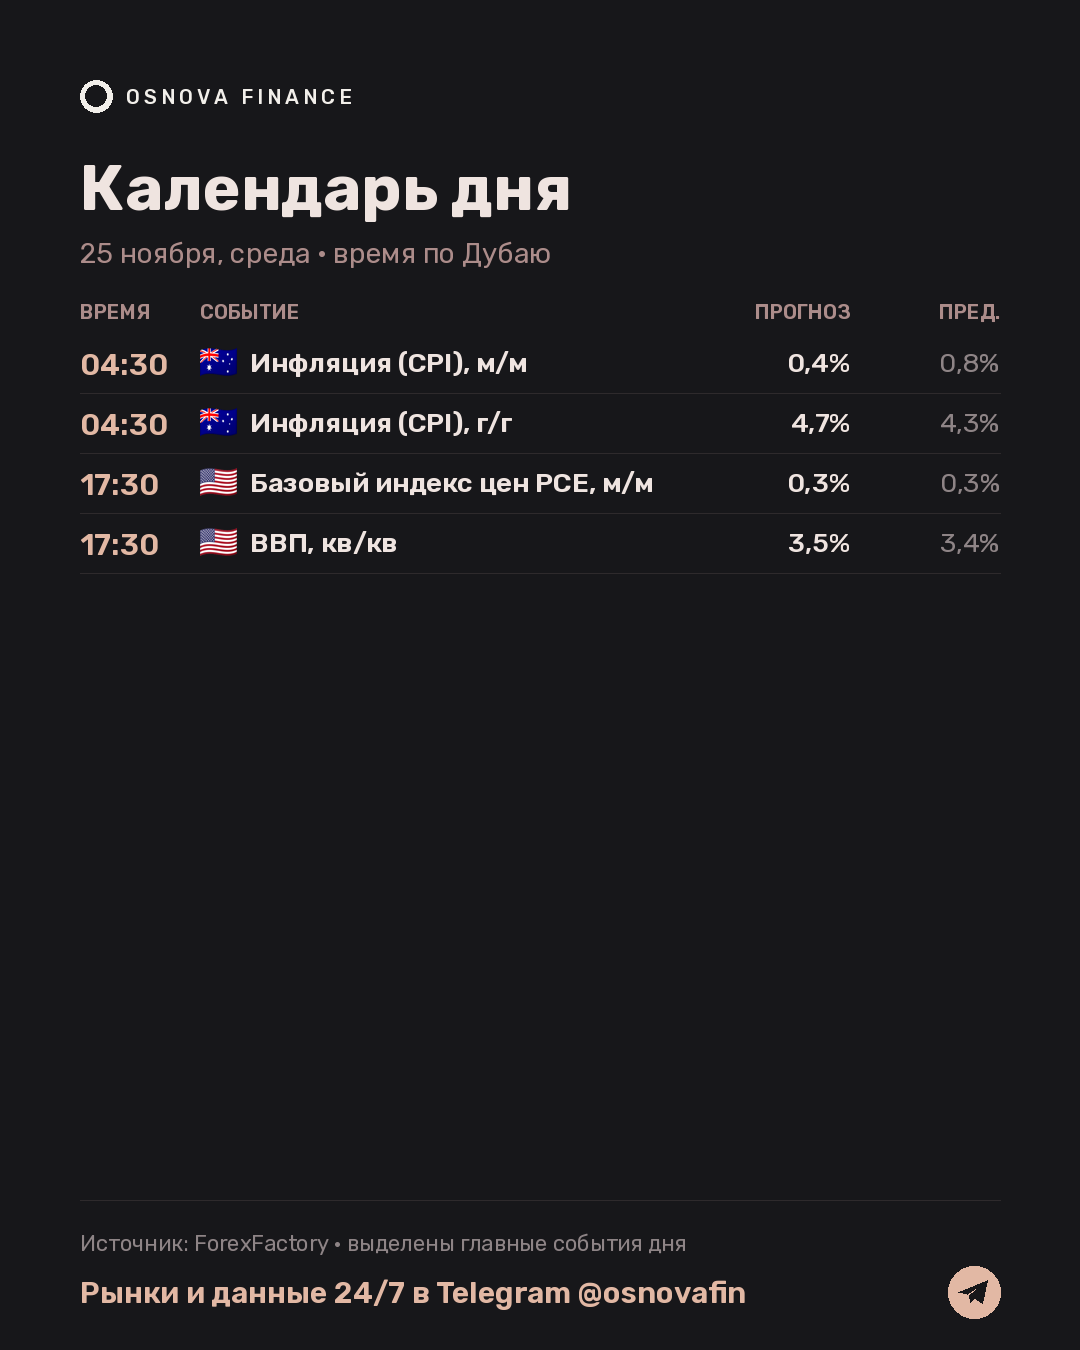 OSNOVA FINANCE
Календарь дня
25 ноября, среда • время по Дубаю
ВРЕМЯ СОБЫТИЕ ПРОГНОЗ ПРЕД.
04:30 Инфляция (CPI), м/м 0,4% 0,8%
04:30 Инфляция (CPI), г/г 4,7% 4,3%
17:30 Базовый индекс цен PCE, м/м 0,3% 0,3%
17:30 ВВП, кв/кв 3,5% 3,4%
Источник: ForexFactory • выделены главные события дня
Рынки и данные 24/7 в Telegram @osnovafin